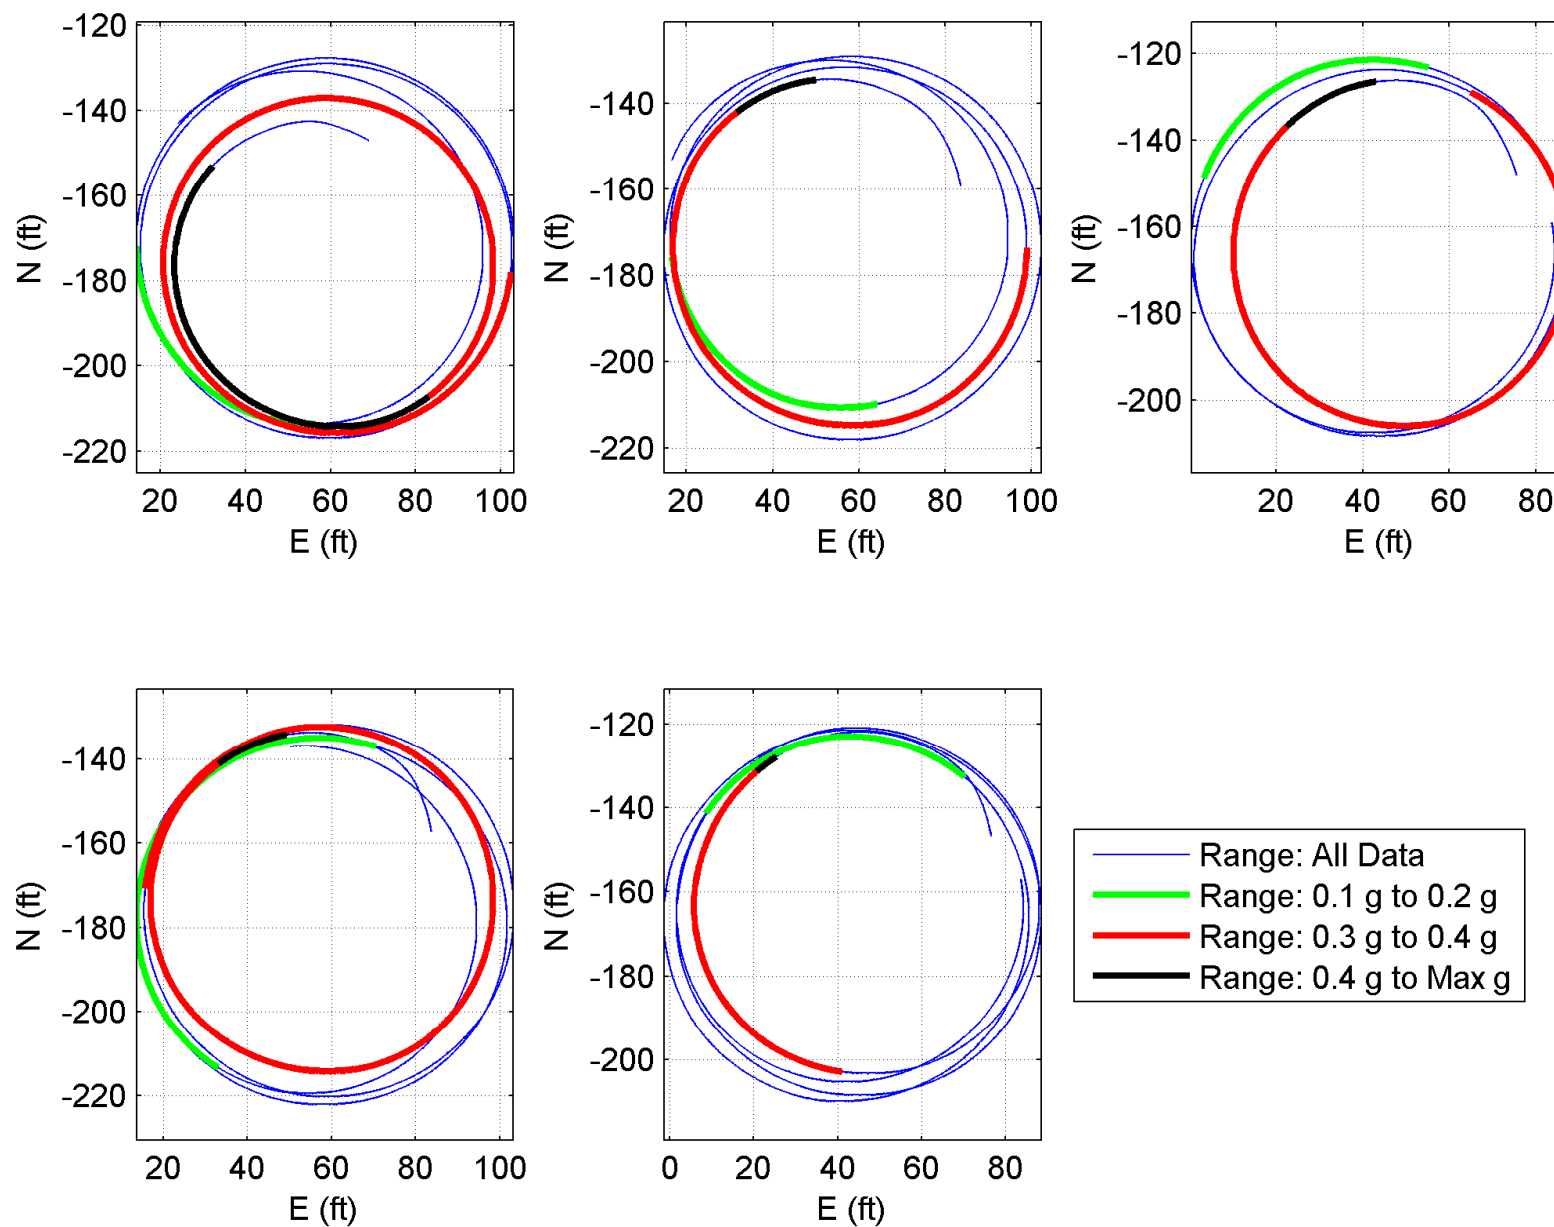 -120
-140
-160
-180
-200
-220
N (ft)
20 40 60 80 100
E (ft)
-140
-160
-180
-200
-220
N (ft)
20 40 60 80 100
E (ft)
-120
-140
-160
-180
-200
N (ft)
20 40 60 80
E (ft)
-140
-160
-180
-200
-220
N (ft)
20 40 60 80 100
E (ft)
-120
-140
-160
-180
-200
N (ft)
0 20 40 60 80
E (ft)
Range: All Data
Range: 0.1 g to 0.2 g
Range: 0.3 g to 0.4 g
Range: 0.4 g to Max g